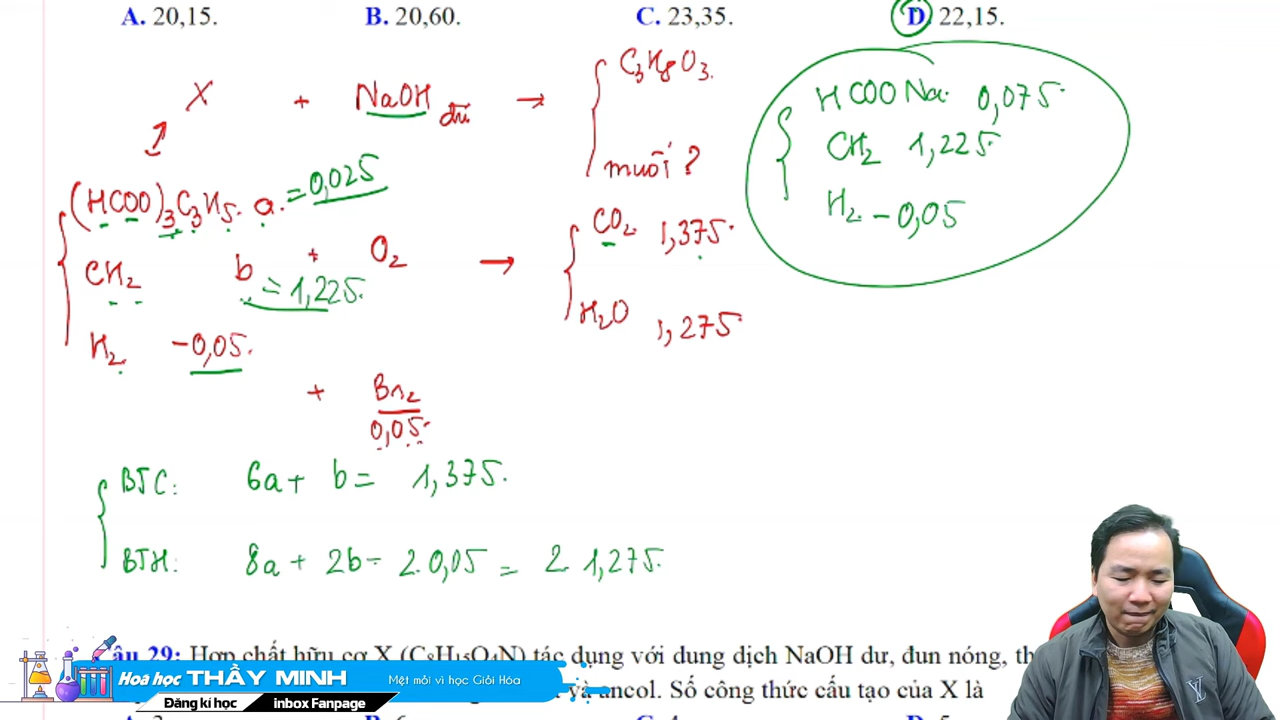 A. 20,15. B. 20,60. C. 23,35. D. 22,15.
X + NaOH đủ → C3H8O3.
muối ?
HCOONa 0,075.
CH2 1,225.
H2 -0,05
(HCOO)3C3H5. a. = 0,025
CH2 b = 1,225.
H2 -0,05.
+ O2 → CO2 1,375.
H2O 1,275
+ Br2
0,05.
BTC: 6a + b = 1,375.
BTH: 8a + 2b - 2.0,05 = 2.1,275.
29: Hợp chất hữu cơ X (C8H15O4N) tác dụng với dung dịch NaOH dư, đun nóng,
và ancol. Số công thức cấu tạo của X là
Hoá học THẦY MINH
Mệt mỏi vì học Giỏi Hóa
Đăng kí học inbox Fanpage